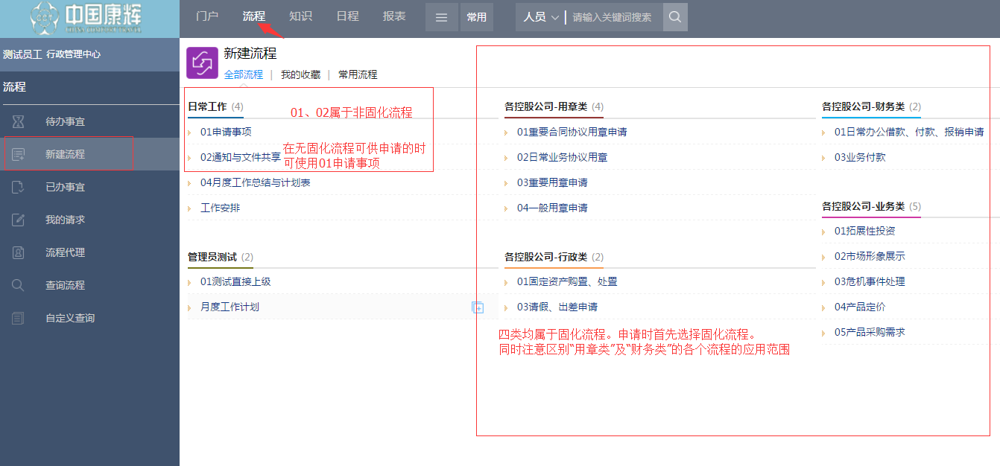 中国康辉
CHINA COMFORT TRAVEL
门户 流程 知识 日程 报表 常用 人员 请输入关键词搜索
测试员工 行政管理中心
流程
待办事宜
新建流程
已办事宜
我的请求
流程代理
查询流程
自定义查询
新建流程
全部流程 | 我的收藏 | 常用流程
日常工作 (4)
01、02属于非固化流程
01申请事项
在无固化流程可供申请的时
02通知与文件共享
可使用01申请事项
04月度工作总结与计划表
工作安排
管理员测试 (2)
01测试直接上级
月度工作计划
各控股公司-用章类 (4)
01重要合同协议用章申请
02日常业务协议用章
03重要用章申请
04一般用章申请
各控股公司-行政类 (2)
01固定资产购置、处置
03请假、出差申请
各控股公司-财务类 (2)
01日常办公借款、付款、报销申请
03业务付款
各控股公司-业务类 (5)
01拓展性投资
02市场形象展示
03危机事件处理
04产品定价
05产品采购需求
四类均属于固化流程。申请时首先选择固化流程。
同时注意区别“用章类”及“财务类”的各个流程的应用范围